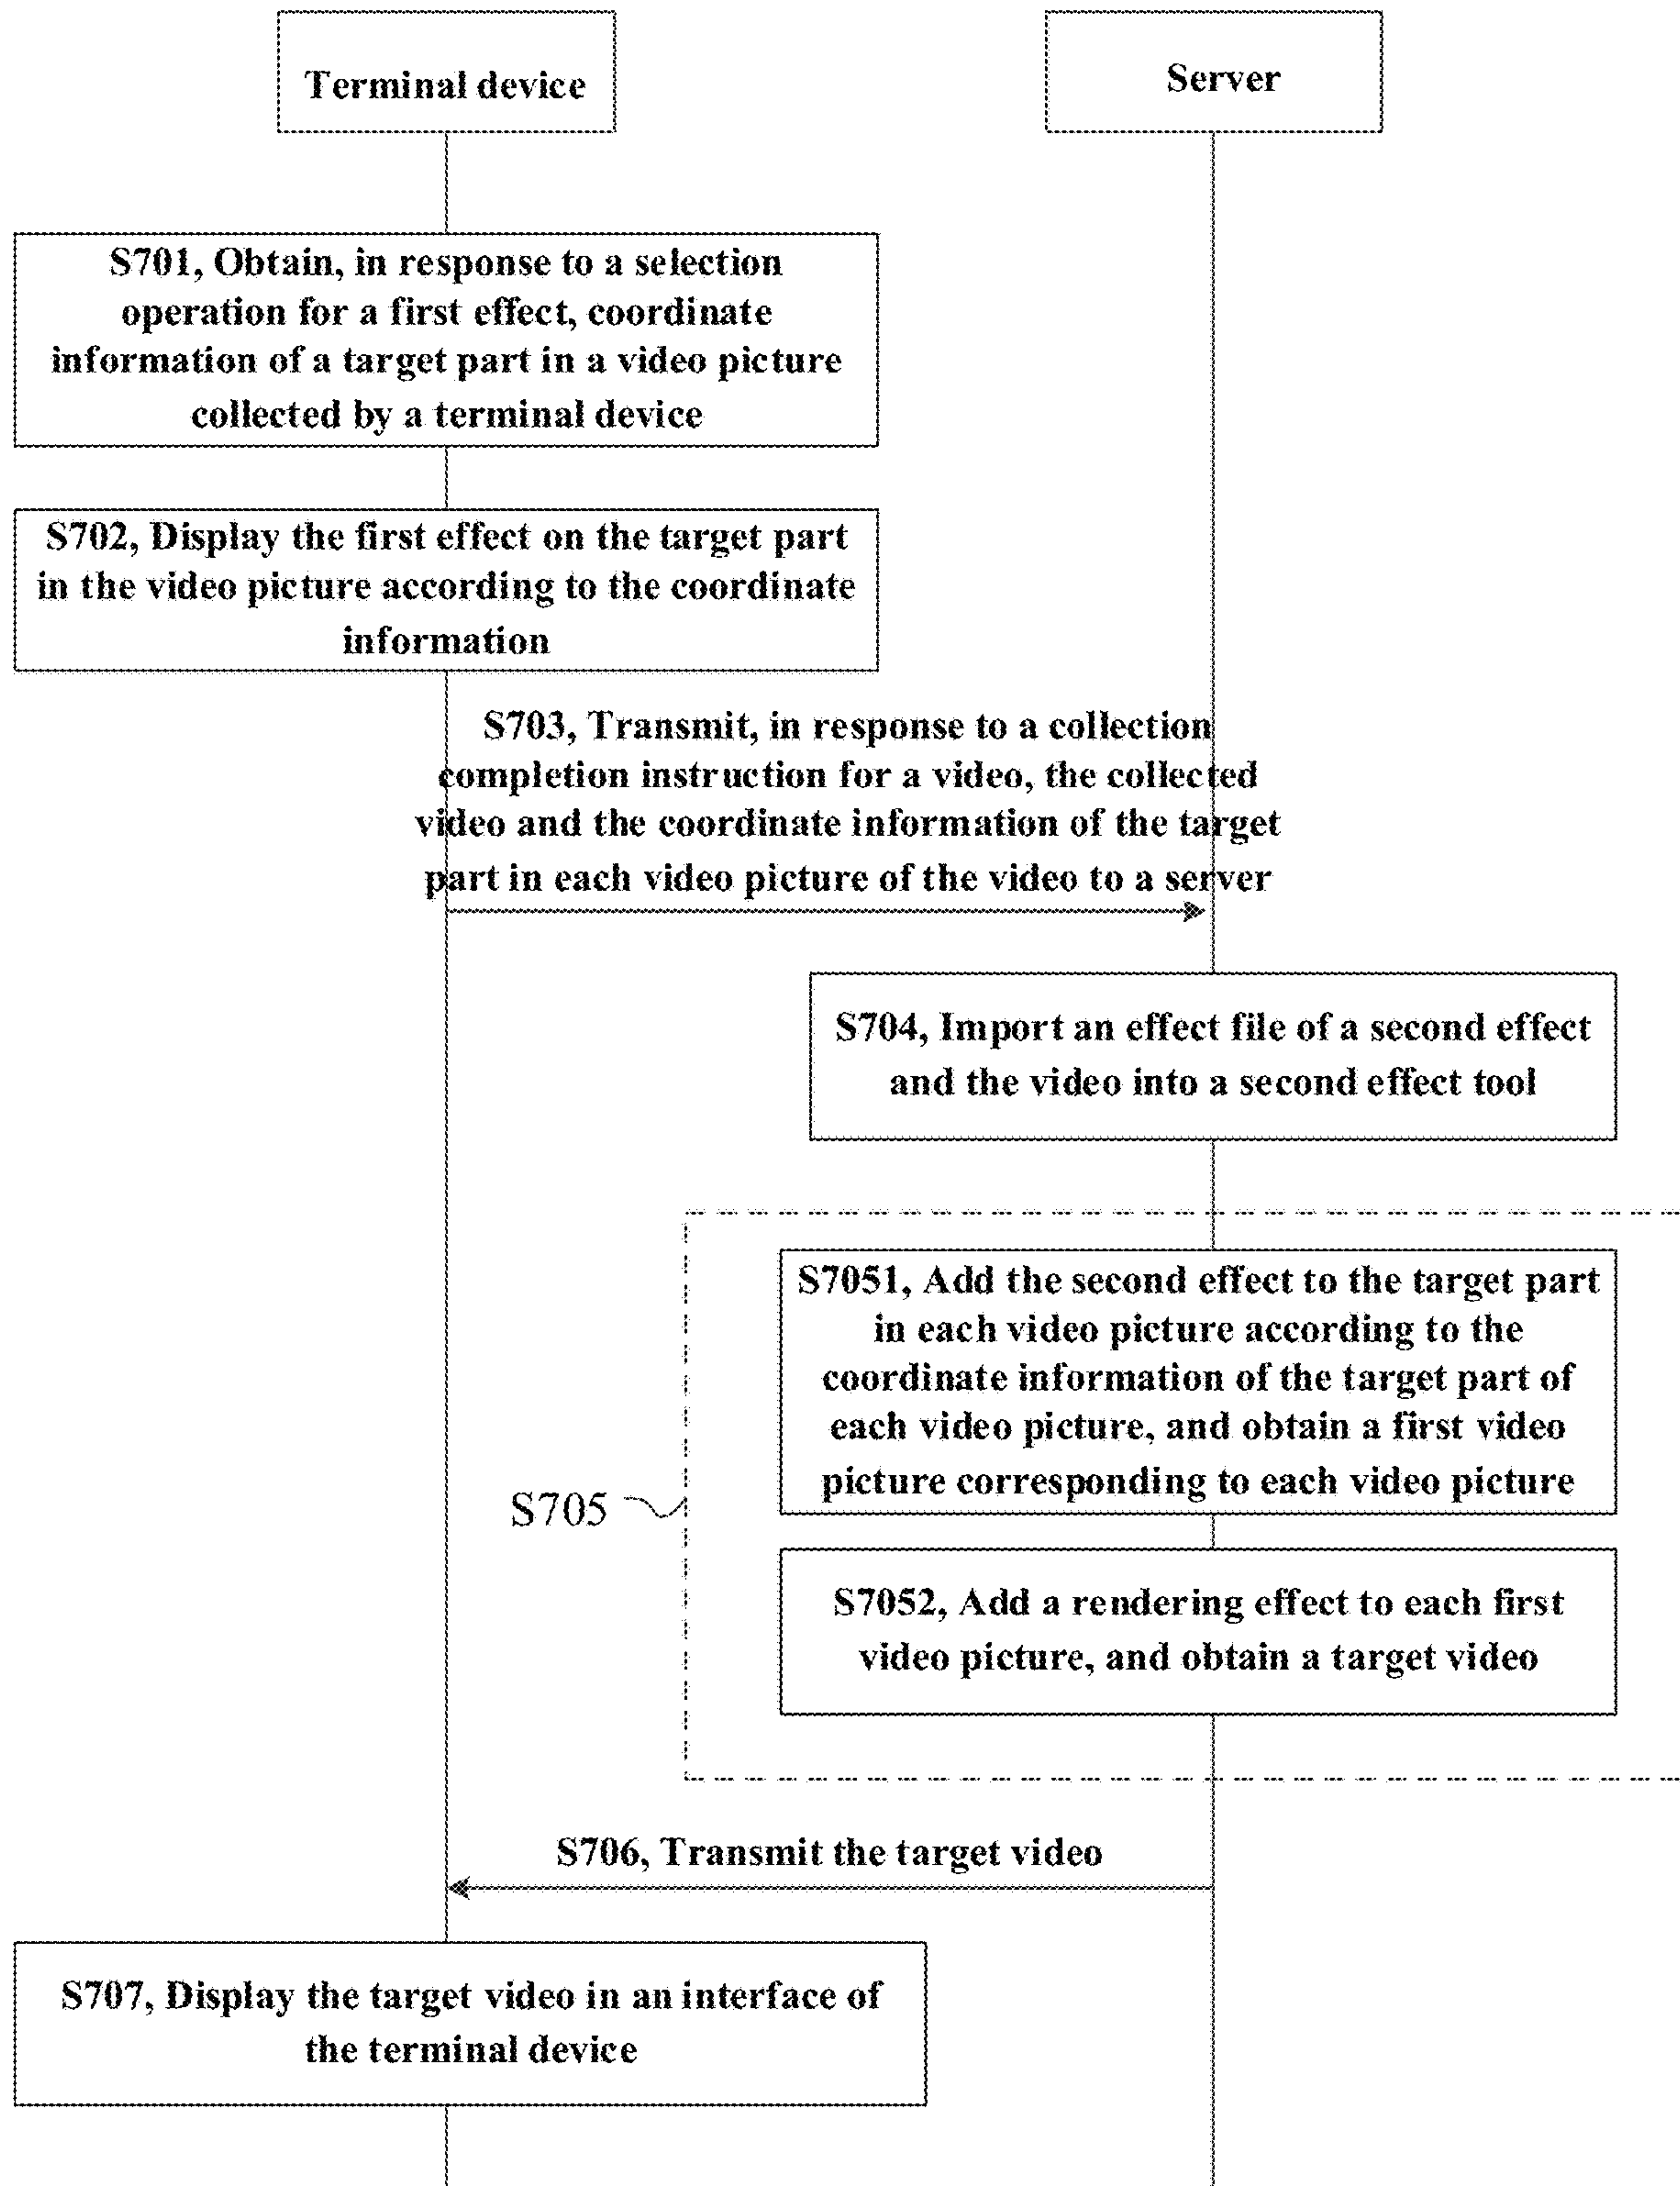 Terminal device
Server
S701, Obtain, in response to a selection
operation for a first effect, coordinate
information of a target part in a video picture
collected by a terminal device
S702, Display the first effect on the target part
in the video picture according to the coordinate
information
S703, Transmit, in response to a collection
completion instruction for a video, the collected
video and the coordinate information of the target
part in each video picture of the video to a server
S704, Import an effect file of a second effect
and the video into a second effect tool
S7051, Add the second effect to the target part
in each video picture according to the
coordinate information of the target part of
each video picture, and obtain a first video
picture corresponding to each video picture
S705
S7052, Add a rendering effect to each first
video picture, and obtain a target video
S706, Transmit the target video
S707, Display the target video in an interface of
the terminal device